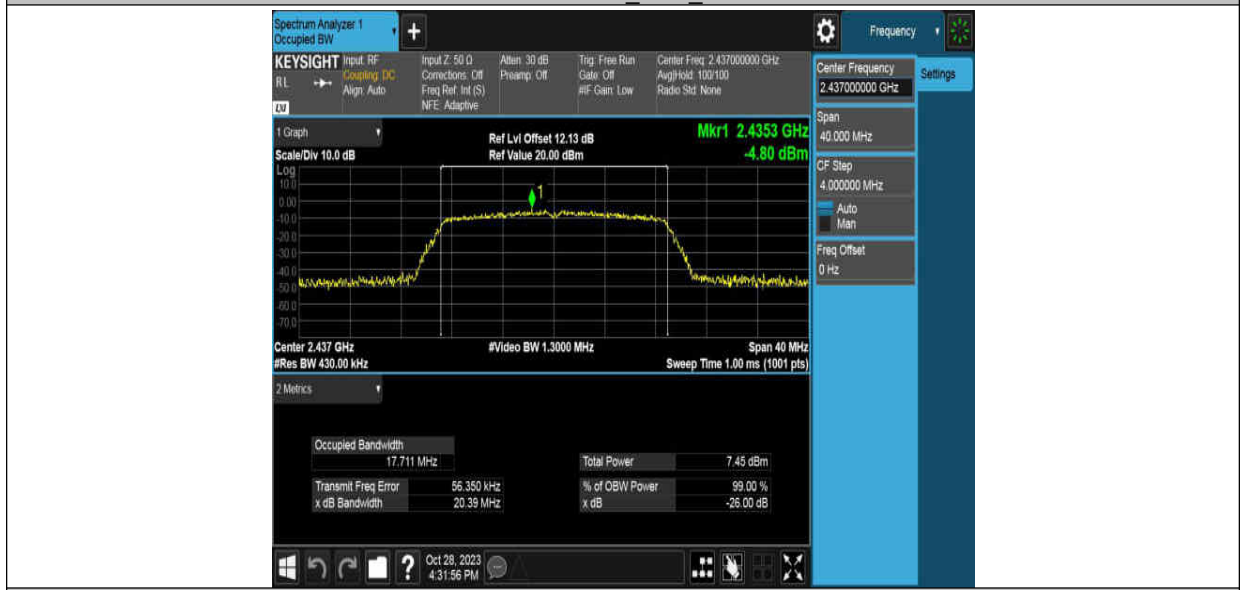 Spectrum Analyzer 1
Occupied BW
+
Frequency
KEYSIGHT
RL
LXI
Input: RF
Coupling: DC
Align: Auto
Input Z: 50 Ω
Corrections: Off
Freq Ref: Int (S)
NFE: Adaptive
Atten: 30 dB
Preamp: Off
Trig: Free Run
Gate: Off
#IF Gain: Low
Center Freq: 2.437000000 GHz
Avg|Hold: 100/100
Radio Std: None
Center Frequency
2.437000000 GHz
Settings
Span
40.000 MHz
CF Step
4.000000 MHz
Auto
Man
Freq Offset
0 Hz
1 Graph
Scale/Div 10.0 dB
Ref Lvl Offset 12.13 dB
Ref Value 20.00 dBm
Mkr1 2.4353 GHz
-4.80 dBm
Log
10.0
0.00
-10.0
-20.0
-30.0
-40.0
-50.0
-60.0
-70.0
1
Center 2.437 GHz
#Video BW 1.3000 MHz
Span 40 MHz
#Res BW 430.00 kHz
Sweep Time 1.00 ms (1001 pts)
2 Metrics
Occupied Bandwidth
17.711 MHz
Total Power 7.45 dBm
Transmit Freq Error 56.350 kHz
% of OBW Power 99.00 %
x dB Bandwidth 20.39 MHz
x dB -26.00 dB
?
Oct 28, 2023
4:31:56 PM